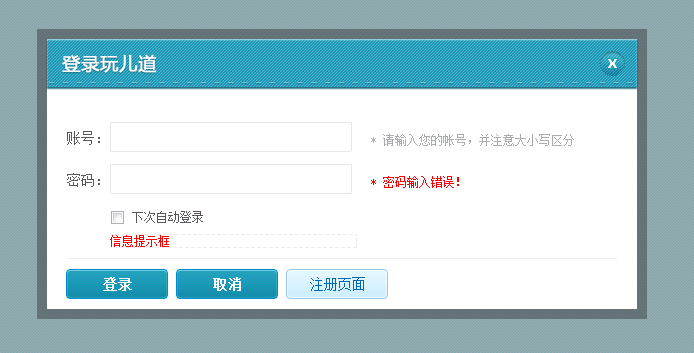 登录玩儿道
X
账号：
* 请输入您的帐号，并注意大小写区分
密码：
* 密码输入错误!
下次自动登录
信息提示框
登录 取消 注册页面